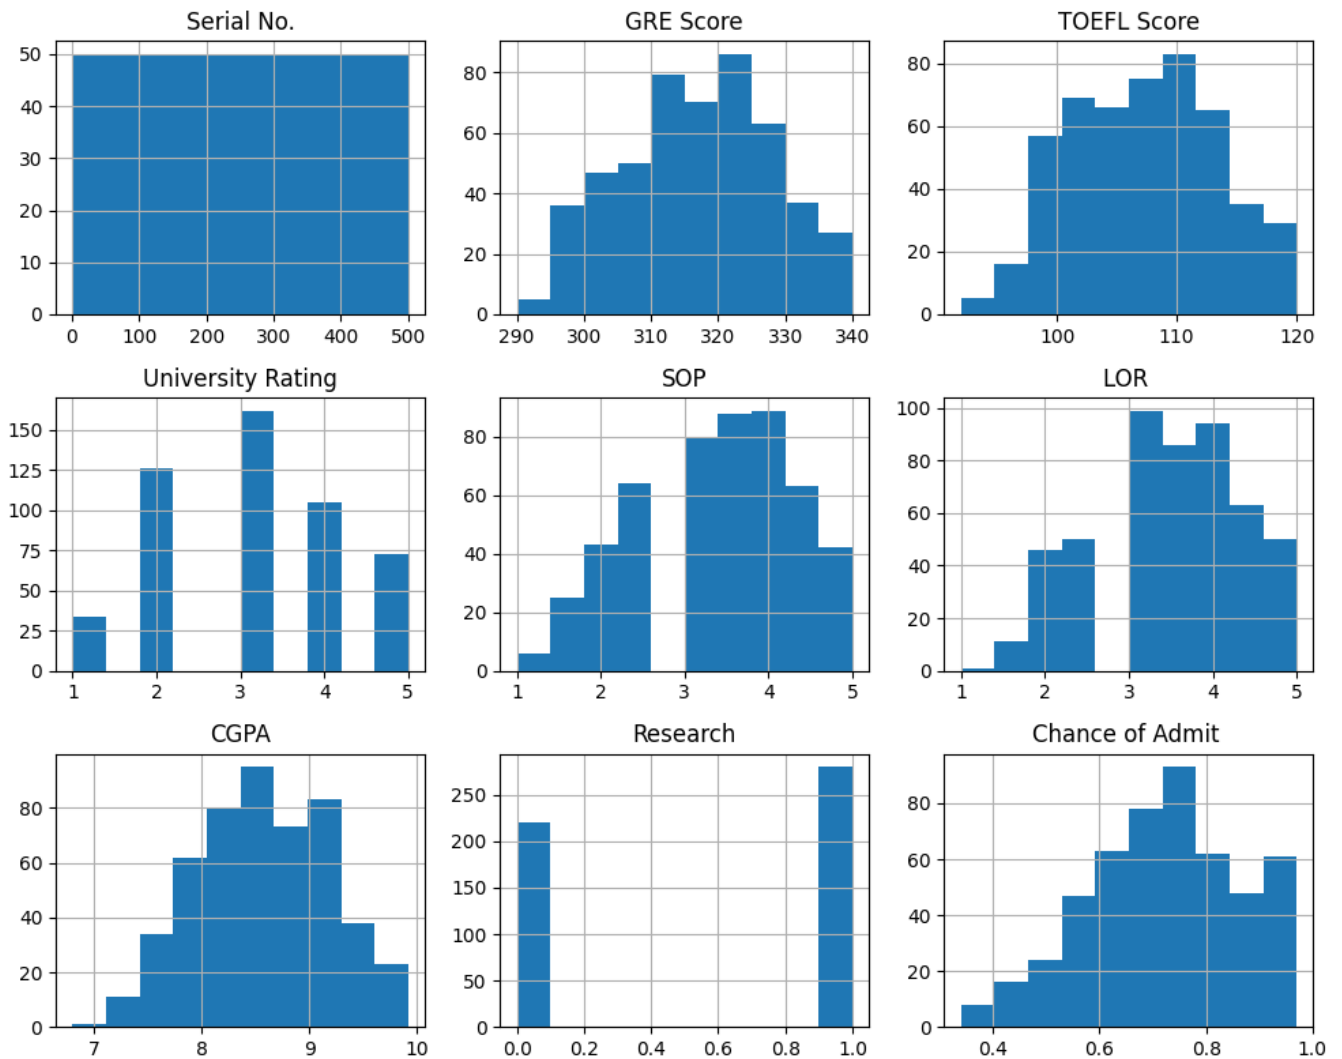 Serial No.
50
40
30
20
10
0
0 100 200 300 400 500
GRE Score
80
60
40
20
0
290 300 310 320 330 340
TOEFL Score
80
60
40
20
0
100 110 120
University Rating
150
125
100
75
50
25
0
1 2 3 4 5
SOP
80
60
40
20
0
1 2 3 4 5
LOR
100
80
60
40
20
0
1 2 3 4 5
CGPA
80
60
40
20
0
7 8 9 10
Research
250
200
150
100
50
0
0.0 0.2 0.4 0.6 0.8 1.0
Chance of Admit
80
60
40
20
0
0.4 0.6 0.8 1.0